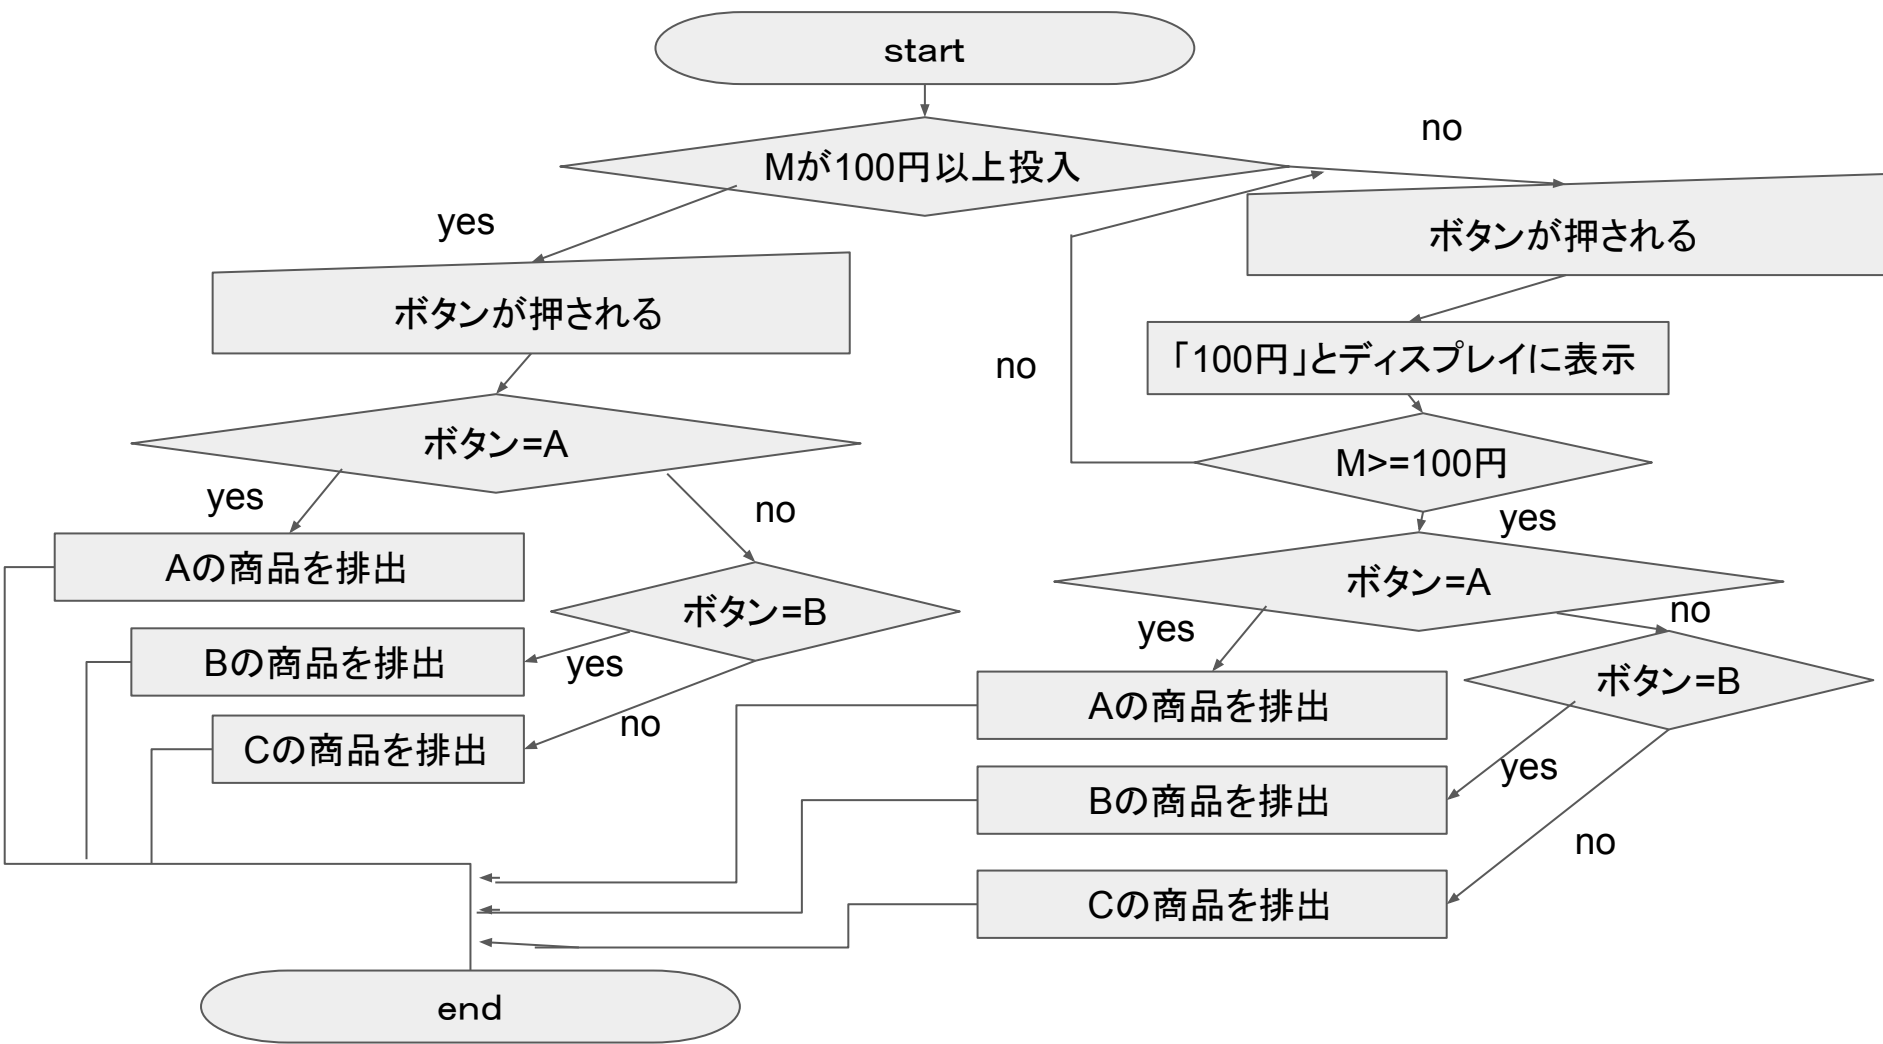 start
Mが100円以上投入
no
yes
ボタンが押される
ボタンが押される
「100円」とディスプレイに表示
no
M>=100円
yes
ボタン=A
yes
no
Aの商品を排出
ボタン=B
yes
no
Bの商品を排出
Cの商品を排出
ボタン=A
yes
no
ボタン=B
Aの商品を排出
yes
Bの商品を排出
no
Cの商品を排出
end